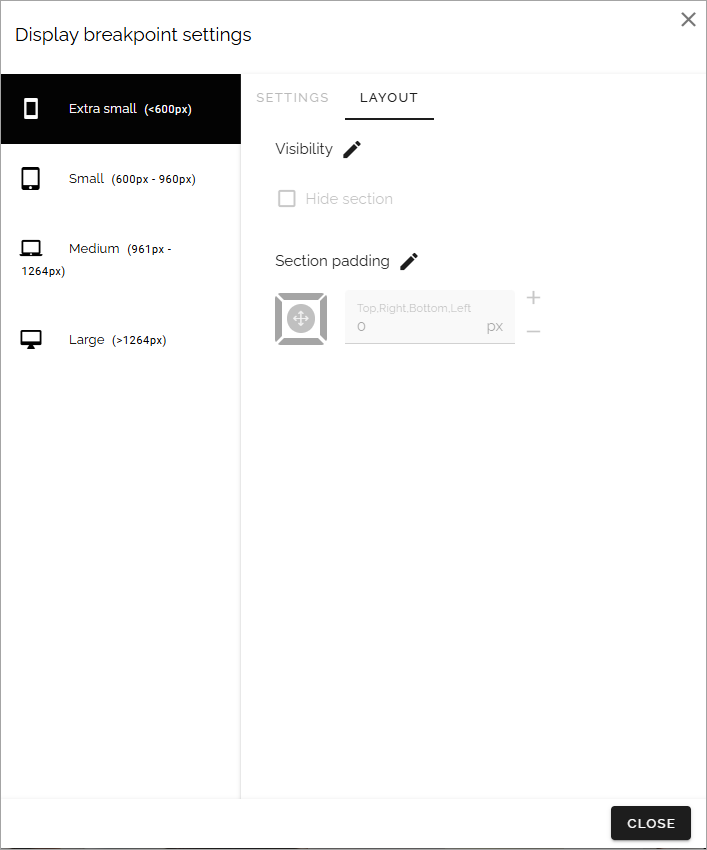 Display breakpoint settings
Extra small (<600px)
Small (600px - 960px)
Medium (961px -
1264px)
Large (>1264px)
SETTINGS LAYOUT
Visibility
Hide section
Section padding
Top,Right,Bottom,Left
0 px
CLOSE